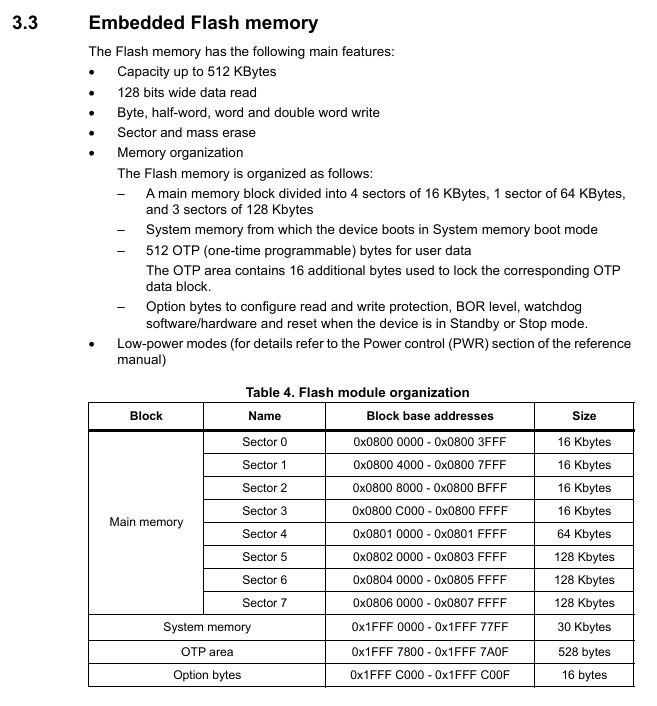 3.3 Embedded Flash memory
The Flash memory has the following main features:
• Capacity up to 512 KBytes
• 128 bits wide data read
• Byte, half-word, word and double word write
• Sector and mass erase
• Memory organization
The Flash memory is organized as follows:
– A main memory block divided into 4 sectors of 16 KBytes, 1 sector of 64 KBytes,
and 3 sectors of 128 Kbytes
– System memory from which the device boots in System memory boot mode
– 512 OTP (one-time programmable) bytes for user data
The OTP area contains 16 additional bytes used to lock the corresponding OTP
data block.
– Option bytes to configure read and write protection, BOR level, watchdog
software/hardware and reset when the device is in Standby or Stop mode.
• Low-power modes (for details refer to the Power control (PWR) section of the reference
manual)
Table 4. Flash module organization
Block Name Block base addresses Size
Sector 0 0x0800 0000 - 0x0800 3FFF 16 Kbytes
Sector 1 0x0800 4000 - 0x0800 7FFF 16 Kbytes
Sector 2 0x0800 8000 - 0x0800 BFFF 16 Kbytes
Sector 3 0x0800 C000 - 0x0800 FFFF 16 Kbytes
Main memory
Sector 4 0x0801 0000 - 0x0801 FFFF 64 Kbytes
Sector 5 0x0802 0000 - 0x0803 FFFF 128 Kbytes
Sector 6 0x0804 0000 - 0x0805 FFFF 128 Kbytes
Sector 7 0x0806 0000 - 0x0807 FFFF 128 Kbytes
System memory 0x1FFF 0000 - 0x1FFF 77FF 30 Kbytes
OTP area 0x1FFF 7800 - 0x1FFF 7A0F 528 bytes
Option bytes 0x1FFF C000 - 0x1FFF C00F 16 bytes